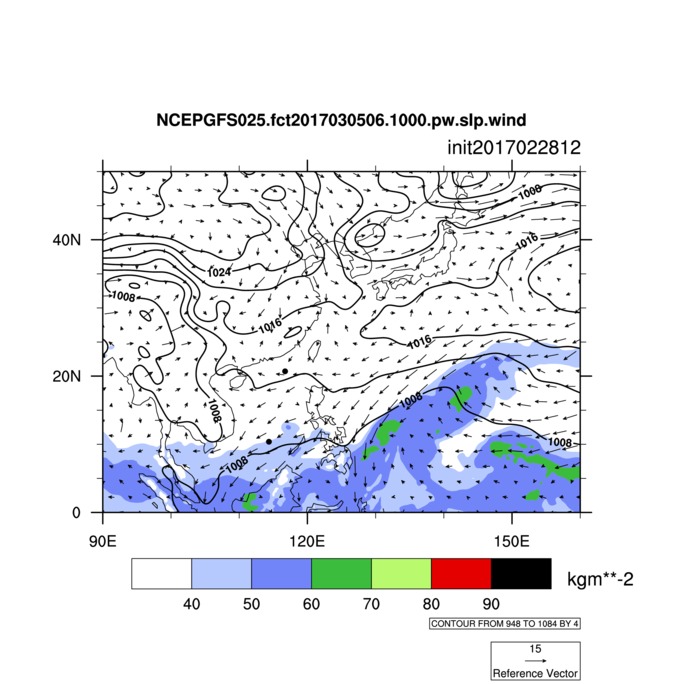 NCEPGFS025.fct2017030506.1000.pw.slp.wind
init2017022812
1008
40N
1016
1024
1008
1016
1016
20N
1008
1008
1008
1008
0
90E 120E 150E
kgm**-2
40 50 60 70 80 90
CONTOUR FROM 948 TO 1084 BY 4
15
Reference Vector